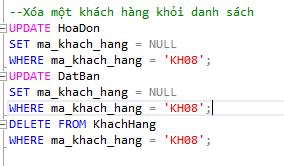 --Xóa một khách hàng khỏi danh sách
UPDATE HoaDon
SET ma_khach_hang = NULL
WHERE ma_khach_hang = 'KH08';
UPDATE DatBan
SET ma_khach_hang = NULL
WHERE ma_khach_hang = 'KH08';
DELETE FROM KhachHang
WHERE ma_khach_hang = 'KH08';